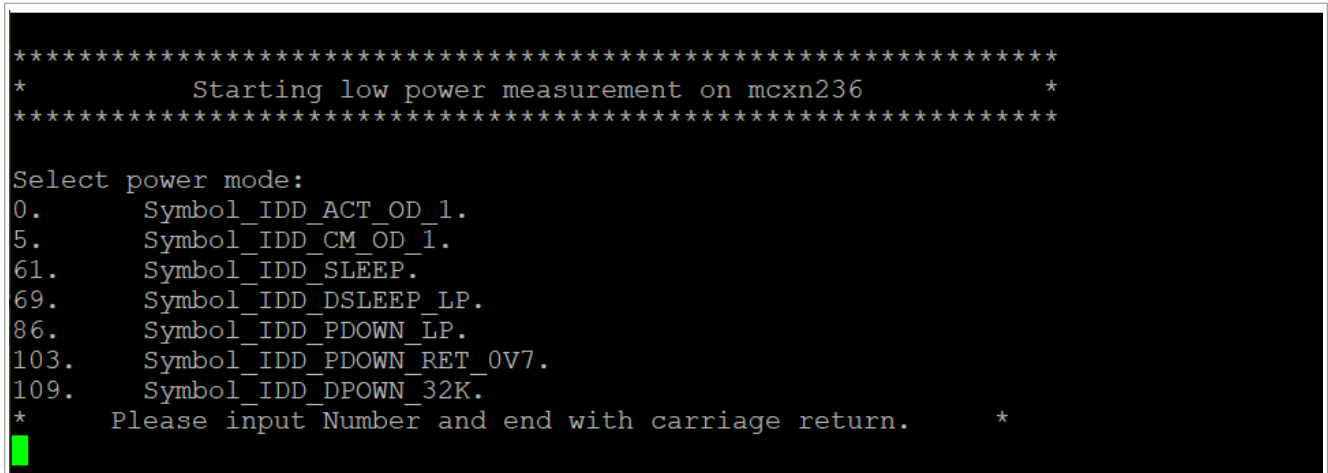 ****************************************************************
* Starting low power measurement on mcxn236 *
****************************************************************
Select power mode:
0. Symbol_IDD_ACT_OD_1.
5. Symbol_IDD_CM_OD_1.
61. Symbol_IDD_SLEEP.
69. Symbol_IDD_DSLEEP_LP.
86. Symbol_IDD_PDOWN_LP.
103. Symbol_IDD_PDOWN_RET_0V7.
109. Symbol_IDD_DPOWN_32K.
* Please input Number and end with carriage return. *